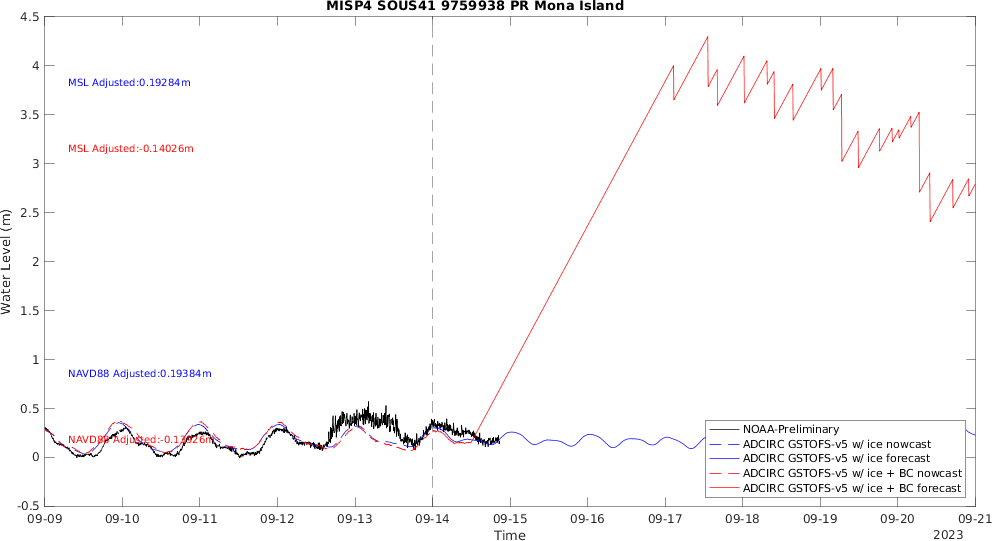 MISP4 SOUS41 9759938 PR Mona Island
4.5
4
3.5
3
2.5
2
1.5
1
0.5
0
-0.5
Water Level (m)
MSL Adjusted:0.19284m
MSL Adjusted:-0.14026m
NAVD88 Adjusted:0.19384m
NAVD88 Adjusted:-0.13926m
NOAA-Preliminary
ADCIRC GSTOFS-v5 w/ ice nowcast
ADCIRC GSTOFS-v5 w/ ice forecast
ADCIRC GSTOFS-v5 w/ ice + BC nowcast
ADCIRC GSTOFS-v5 w/ ice + BC forecast
09-09 09-10 09-11 09-12 09-13 09-14 09-15 09-16 09-17 09-18 09-19 09-20 09-21
Time
2023